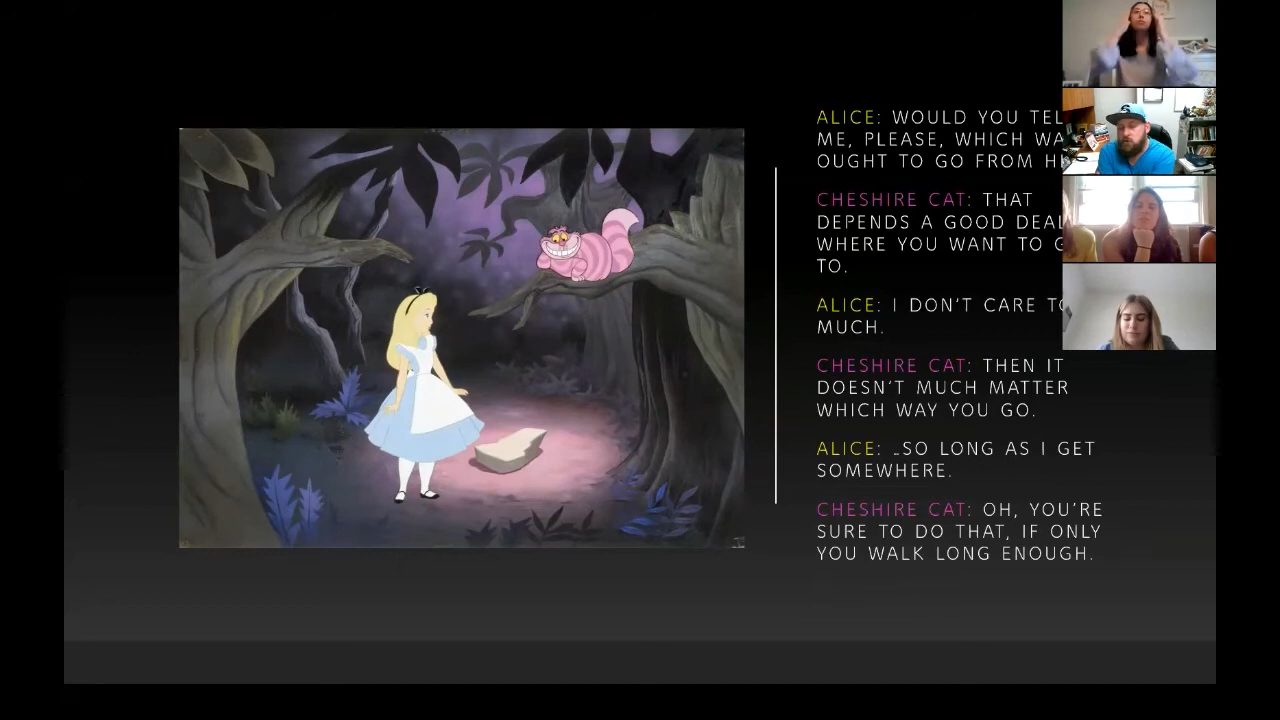 ALICE: WOULD YOU TEL
ME, PLEASE, WHICH WA
OUGHT TO GO FROM H
CHESHIRE CAT: THAT
DEPENDS A GOOD DEAL
WHERE YOU WANT TO G
TO.
ALICE: I DON'T CARE TO
MUCH.
CHESHIRE CAT: THEN IT
DOESN'T MUCH MATTER
WHICH WAY YOU GO.
ALICE: …SO LONG AS I GET
SOMEWHERE.
CHESHIRE CAT: OH, YOU'RE
SURE TO DO THAT, IF ONLY
YOU WALK LONG ENOUGH.